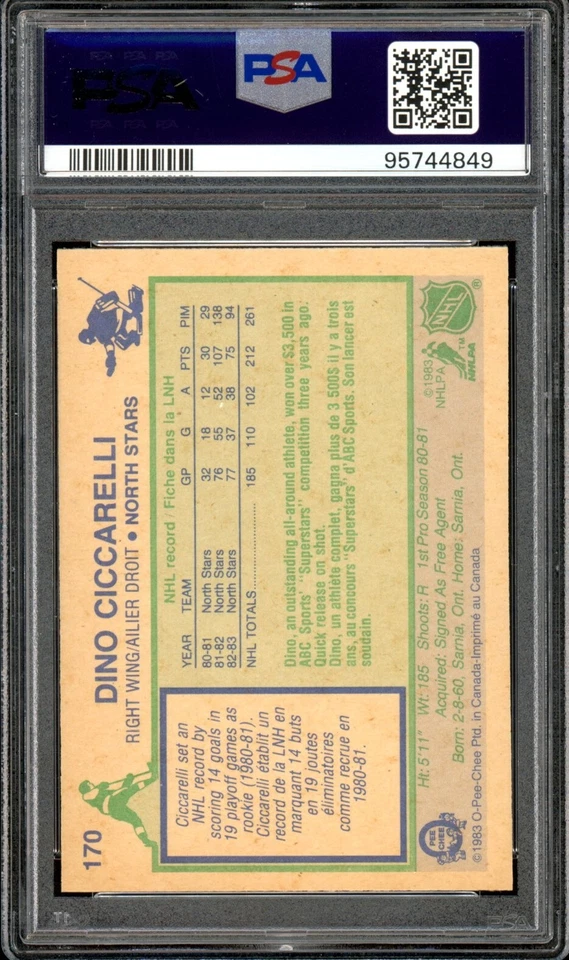 PSA
PSA
95744849
170
DINO CICCARELLI
RIGHT WING/AILIER DROIT • NORTH STARS
Ciccarelli set an
NHL record by
scoring 14 goals in
19 playoff games as
rookie (1980-81).
Ciccarelli établit un
record de la LNH en
marquant 14 buts
en 19 joutes
éliminatoires
comme recrue en
1980-81.
NHL record / Fiche dans la LNH
YEAR TEAM GP G A PTS PIM
80-81 North Stars 32 18 12 30 29
81-82 North Stars 76 55 52 107 138
82-83 North Stars 77 37 38 75 94
NHL TOTALS 185 110 102 212 261
Dino, an outstanding all-around athlete, won over $3,500 in
ABC Sports' "Superstars" competition three years ago.
Quick release on shot.
Dino, un athlète complet, gagna plus de 3 500$ il y a trois
ans, au concours "Superstars" d'ABC Sports. Son lancer est
soudain.
Ht: 5'11" Wt: 185 Shoots: R 1st Pro Season 80-81
Acquired: Signed As Free Agent
Born: 2-8-60, Sarnia, Ont. Home: Sarnia, Ont.
© 1983 O-Pee-Chee Ptd. in Canada-Imprimé au Canada
O PEE CHEE
© 1983
NHLPA
NHLPA™
NHL ®
PSA